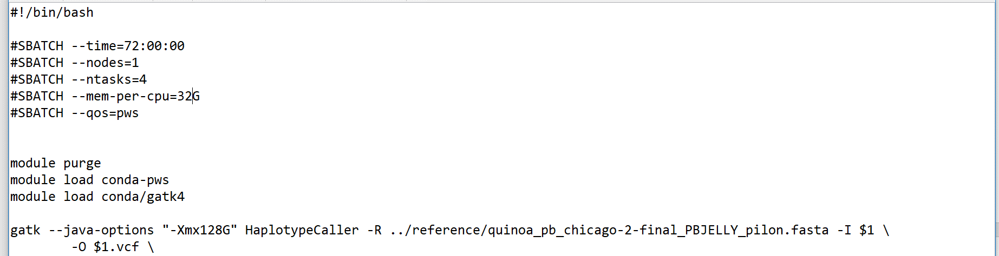 #!/bin/bash
#SBATCH --time=72:00:00
#SBATCH --nodes=1
#SBATCH --ntasks=4
#SBATCH --mem-per-cpu=32G
#SBATCH --qos=pws
module purge
module load conda-pws
module load conda/gatk4
gatk --java-options "-Xmx128G" HaplotypeCaller -R ../reference/quinoa_pb_chicago-2-final_PBJELLY_pilon.fasta -I $1 \
-O $1.vcf \